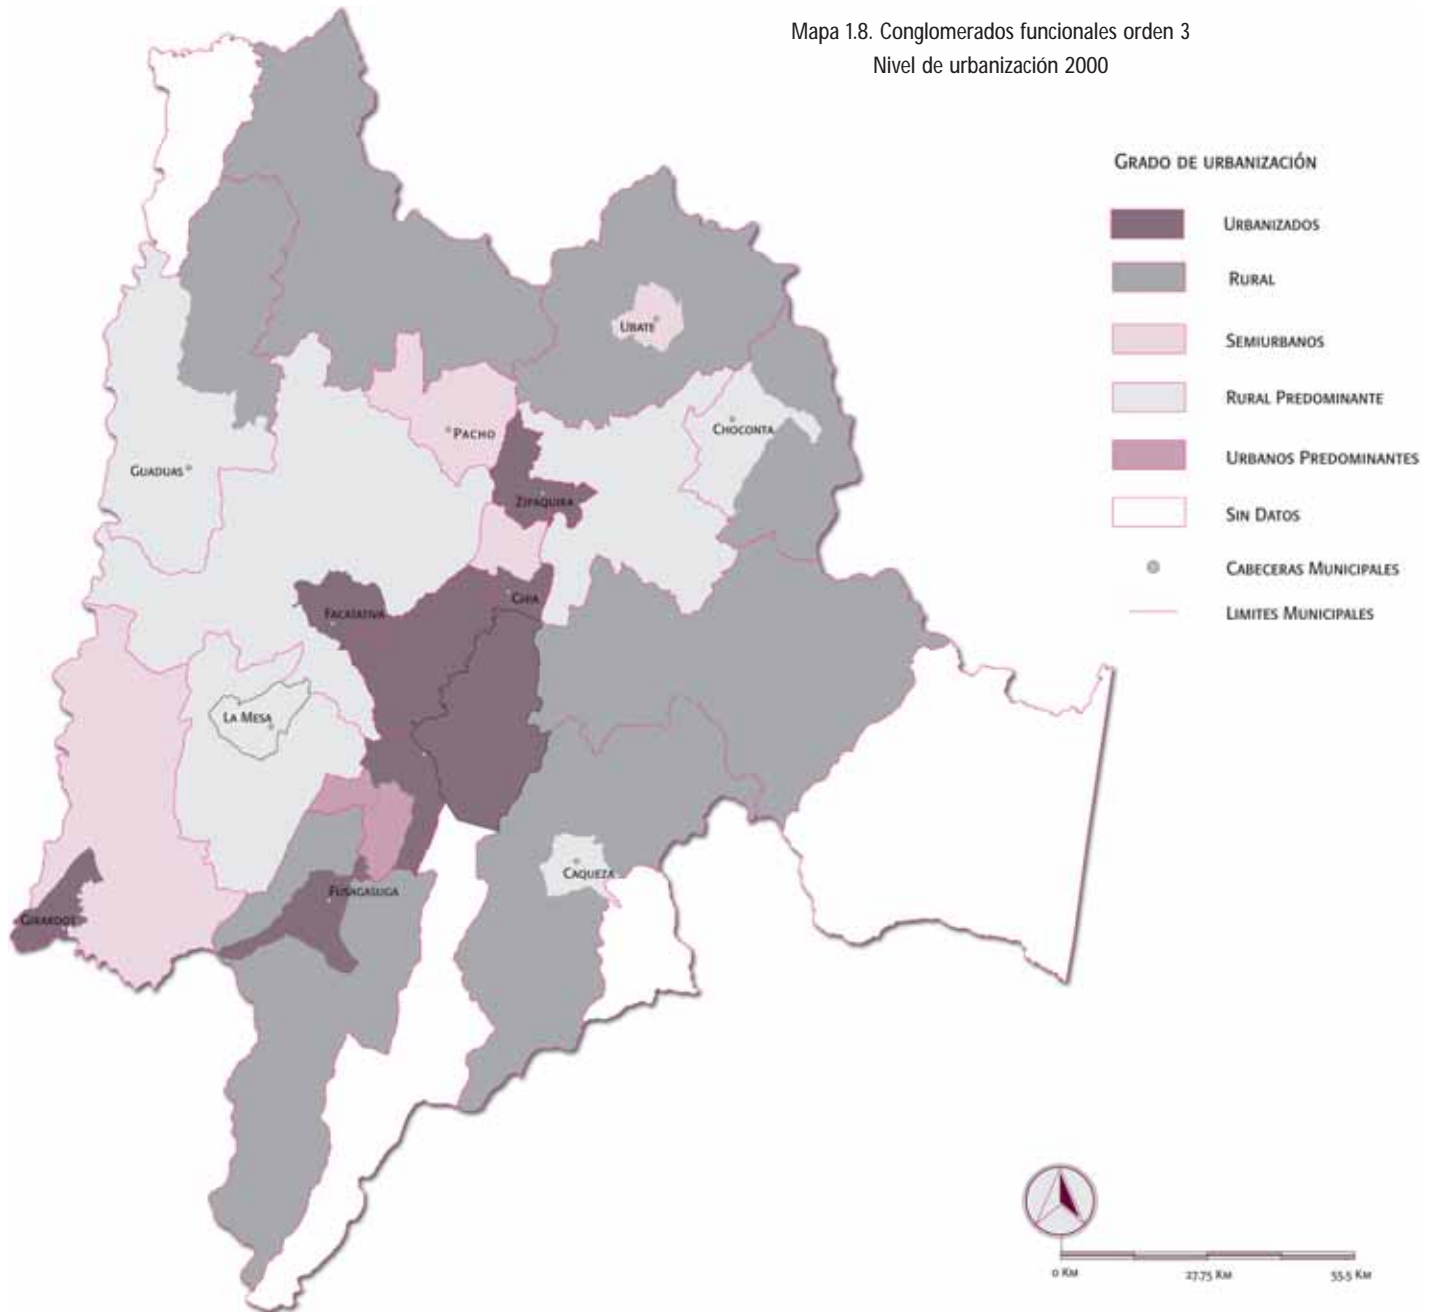 Mapa 1.8. Conglomerados funcionales orden 3
Nivel de urbanización 2000
GRADO DE URBANIZACIÓN
URBANIZADOS
RURAL
SEMIURBANOS
RURAL PREDOMINANTE
URBANOS PREDOMINANTES
SIN DATOS
CABECERAS MUNICIPALES
LIMITES MUNICIPALES
UBATE
CHOCONTA
PACHO
GUADUAS
ZIPAQUIRA
CHIA
FACATATIVA
LA MESA
CAQUEZA
FUSAGASUGA
GIRARDOT
0 KM
27.75 KM
55.5 KM